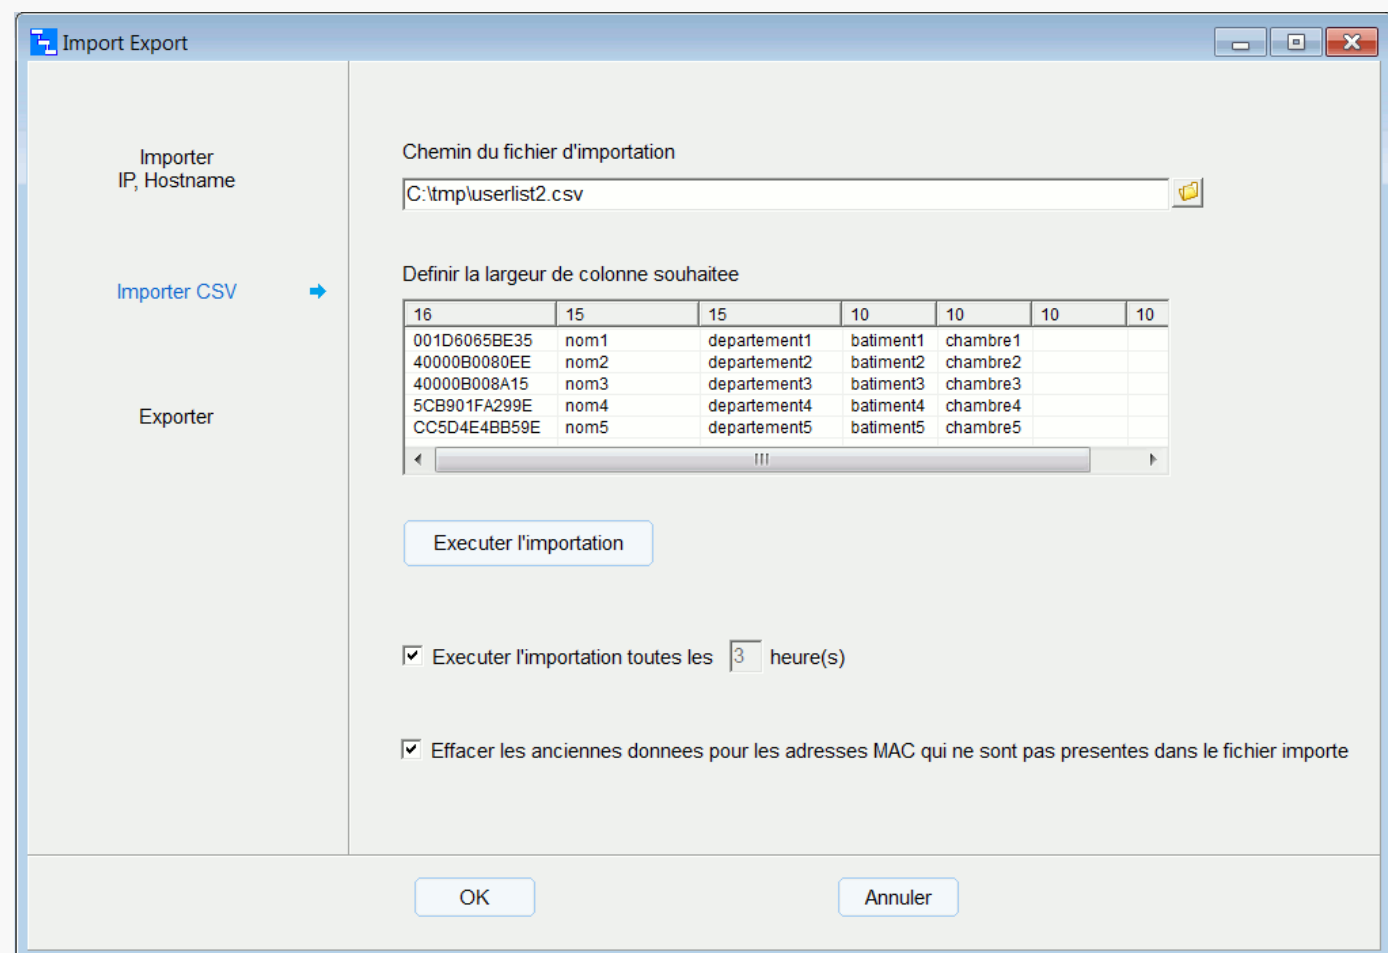 Import Export
Importer
IP, Hostname
Importer CSV
Exporter
Chemin du fichier d'importation
C:\tmp\userlist2.csv
Definir la largeur de colonne souhaitee
16 15 15 10 10 10 10
001D6065BE35 nom1 departement1 batiment1 chambre1
40000B0080EE nom2 departement2 batiment2 chambre2
40000B008A15 nom3 departement3 batiment3 chambre3
5CB901FA299E nom4 departement4 batiment4 chambre4
CC5D4E4BB59E nom5 departement5 batiment5 chambre5
Executer l'importation
Executer l'importation toutes les 3 heure(s)
Effacer les anciennes donnees pour les adresses MAC qui ne sont pas presentes dans le fichier importe
OK Annuler